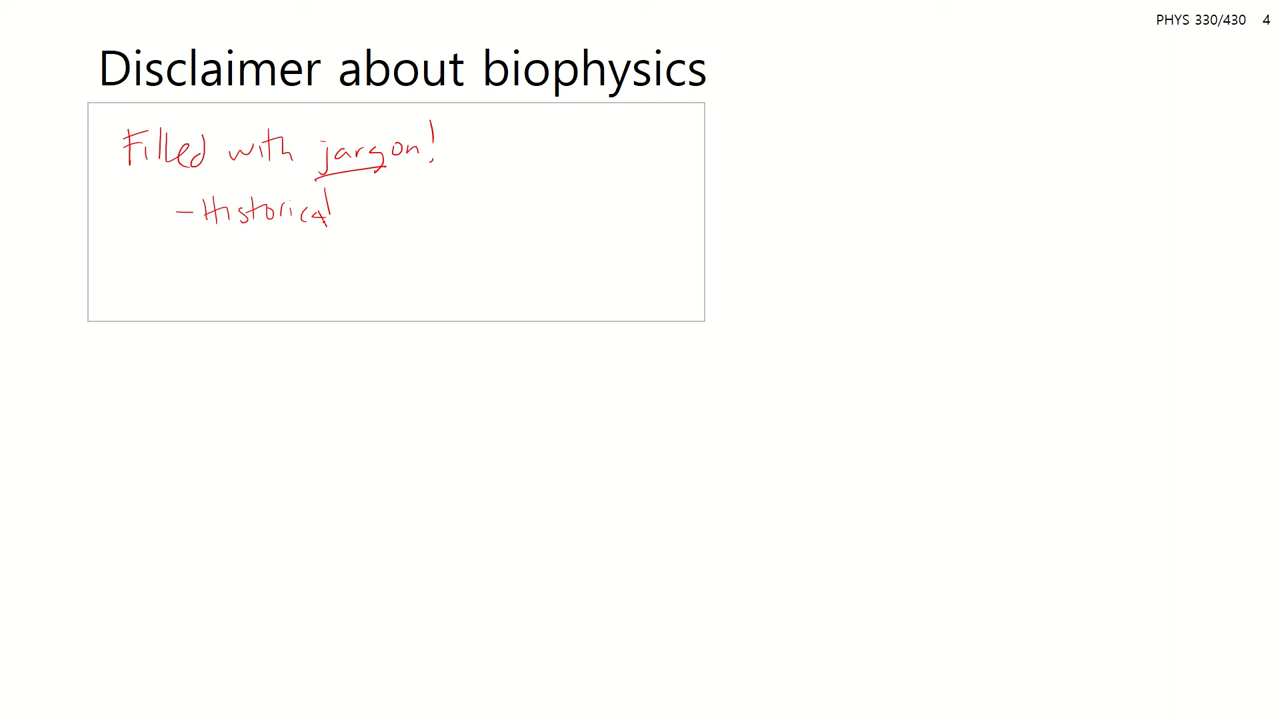 PHYS 330/430 4
Disclaimer about biophysics
Filled with jargon!
- Historical